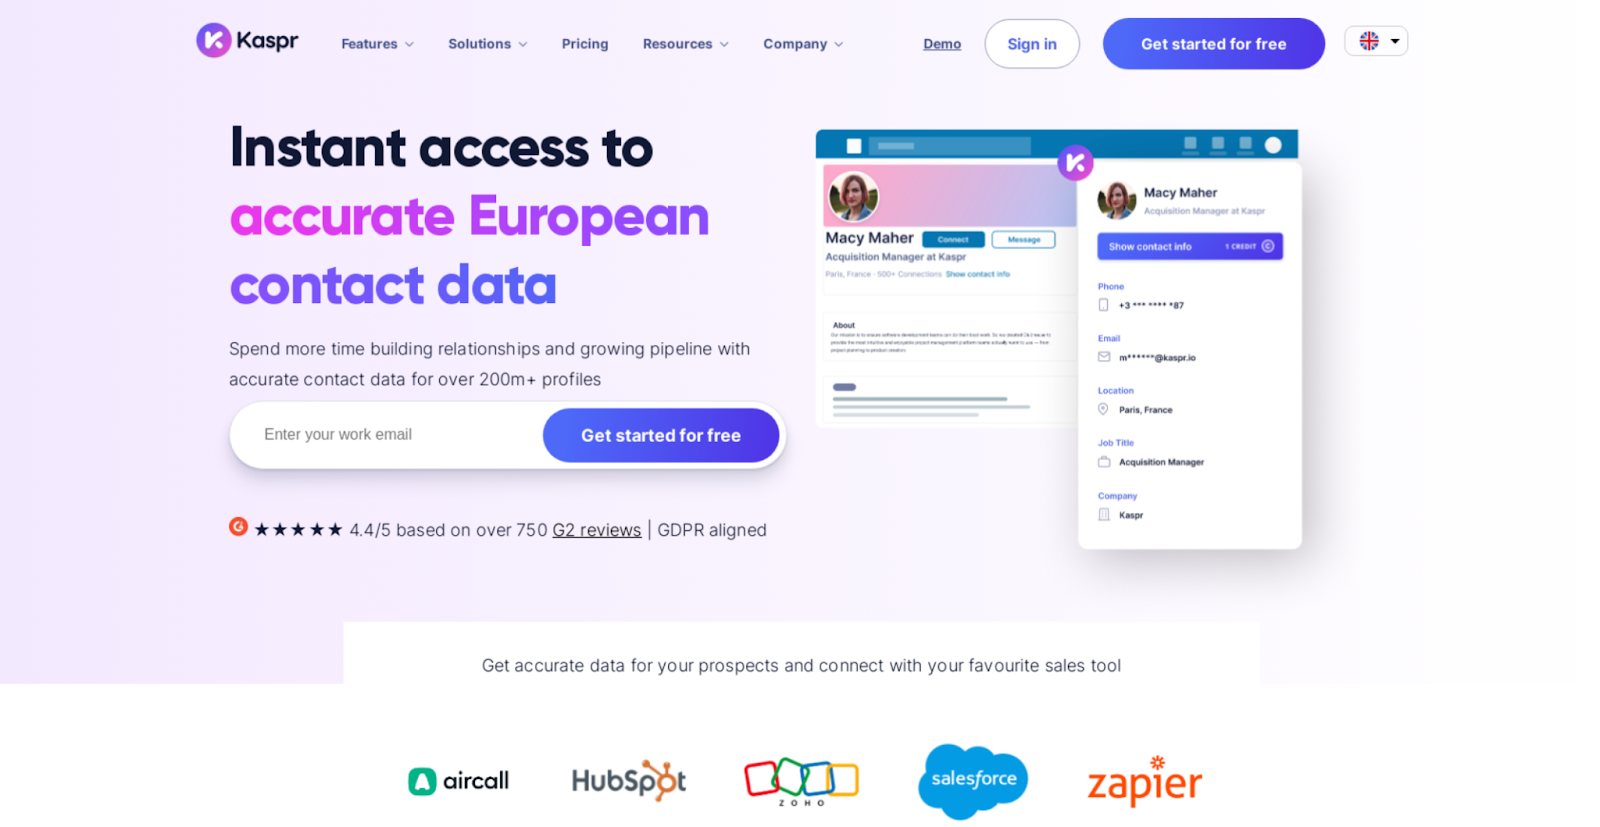 Kaspr
Features
Solutions
Pricing
Resources
Company
Demo
Sign in
Get started for free
Instant access to
accurate European
contact data
Spend more time building relationships and growing pipeline with
accurate contact data for over 200m+ profiles
Enter your work email
Get started for free
★★★★★ 4.4/5 based on over 750 G2 reviews | GDPR aligned
Macy Maher
Connect
Message
Acquisition Manager at Kaspr
Paris, France · 500+ Connections Show contact info
About
Macy Maher
Acquisition Manager at Kaspr
Show contact info
1 CREDIT
Phone
+3 *** **** *87
Email
m******@kaspr.io
Location
Paris, France
Job Title
Acquisition Manager
Company
Kaspr
Get accurate data for your prospects and connect with your favourite sales tool
aircall
HubSpot
ZOHO
salesforce
zapier